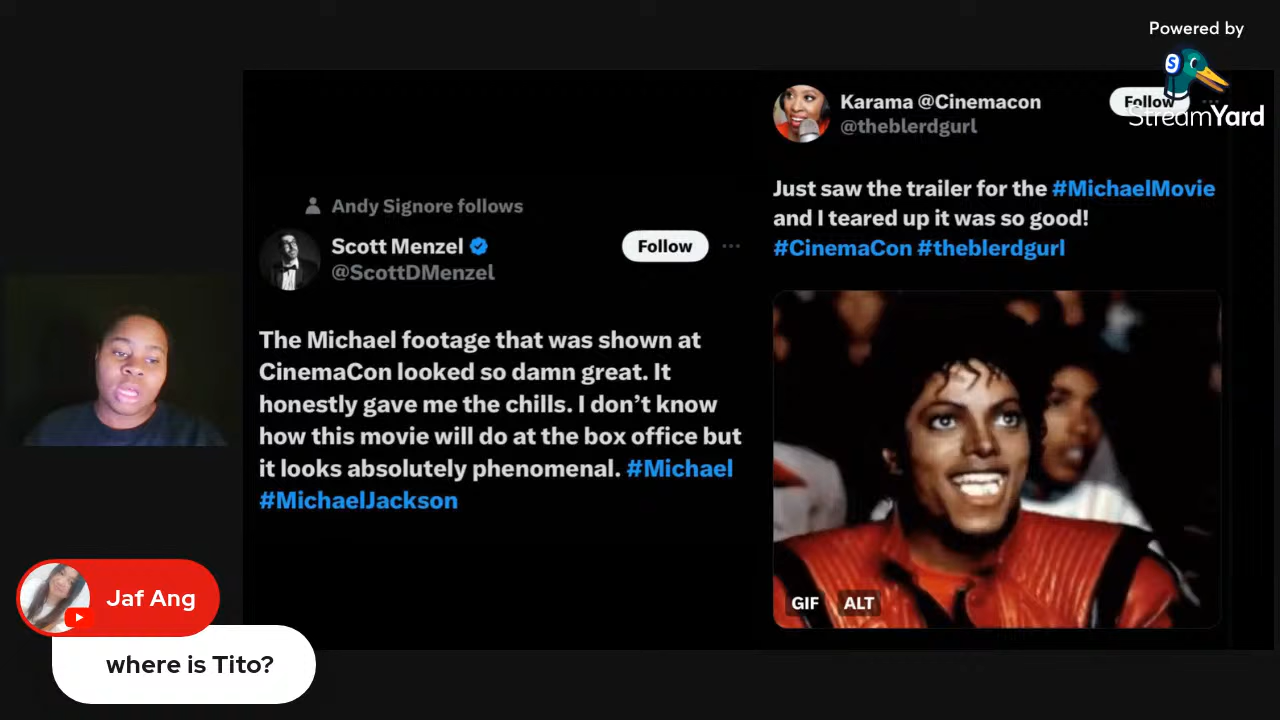 Powered by
StreamYard
Andy Signore follows
Scott Menzel
@ScottDMenzel
Follow
The Michael footage that was shown at
CinemaCon looked so damn great. It
honestly gave me the chills. I don’t know
how this movie will do at the box office but
it looks absolutely phenomenal. #Michael
#MichaelJackson
Karama @Cinemacon
@theblerdgurl
Follow
Just saw the trailer for the #MichaelMovie
and I teared up it was so good!
#CinemaCon #theblerdgurl
GIF ALT
Jaf Ang
where is Tito?